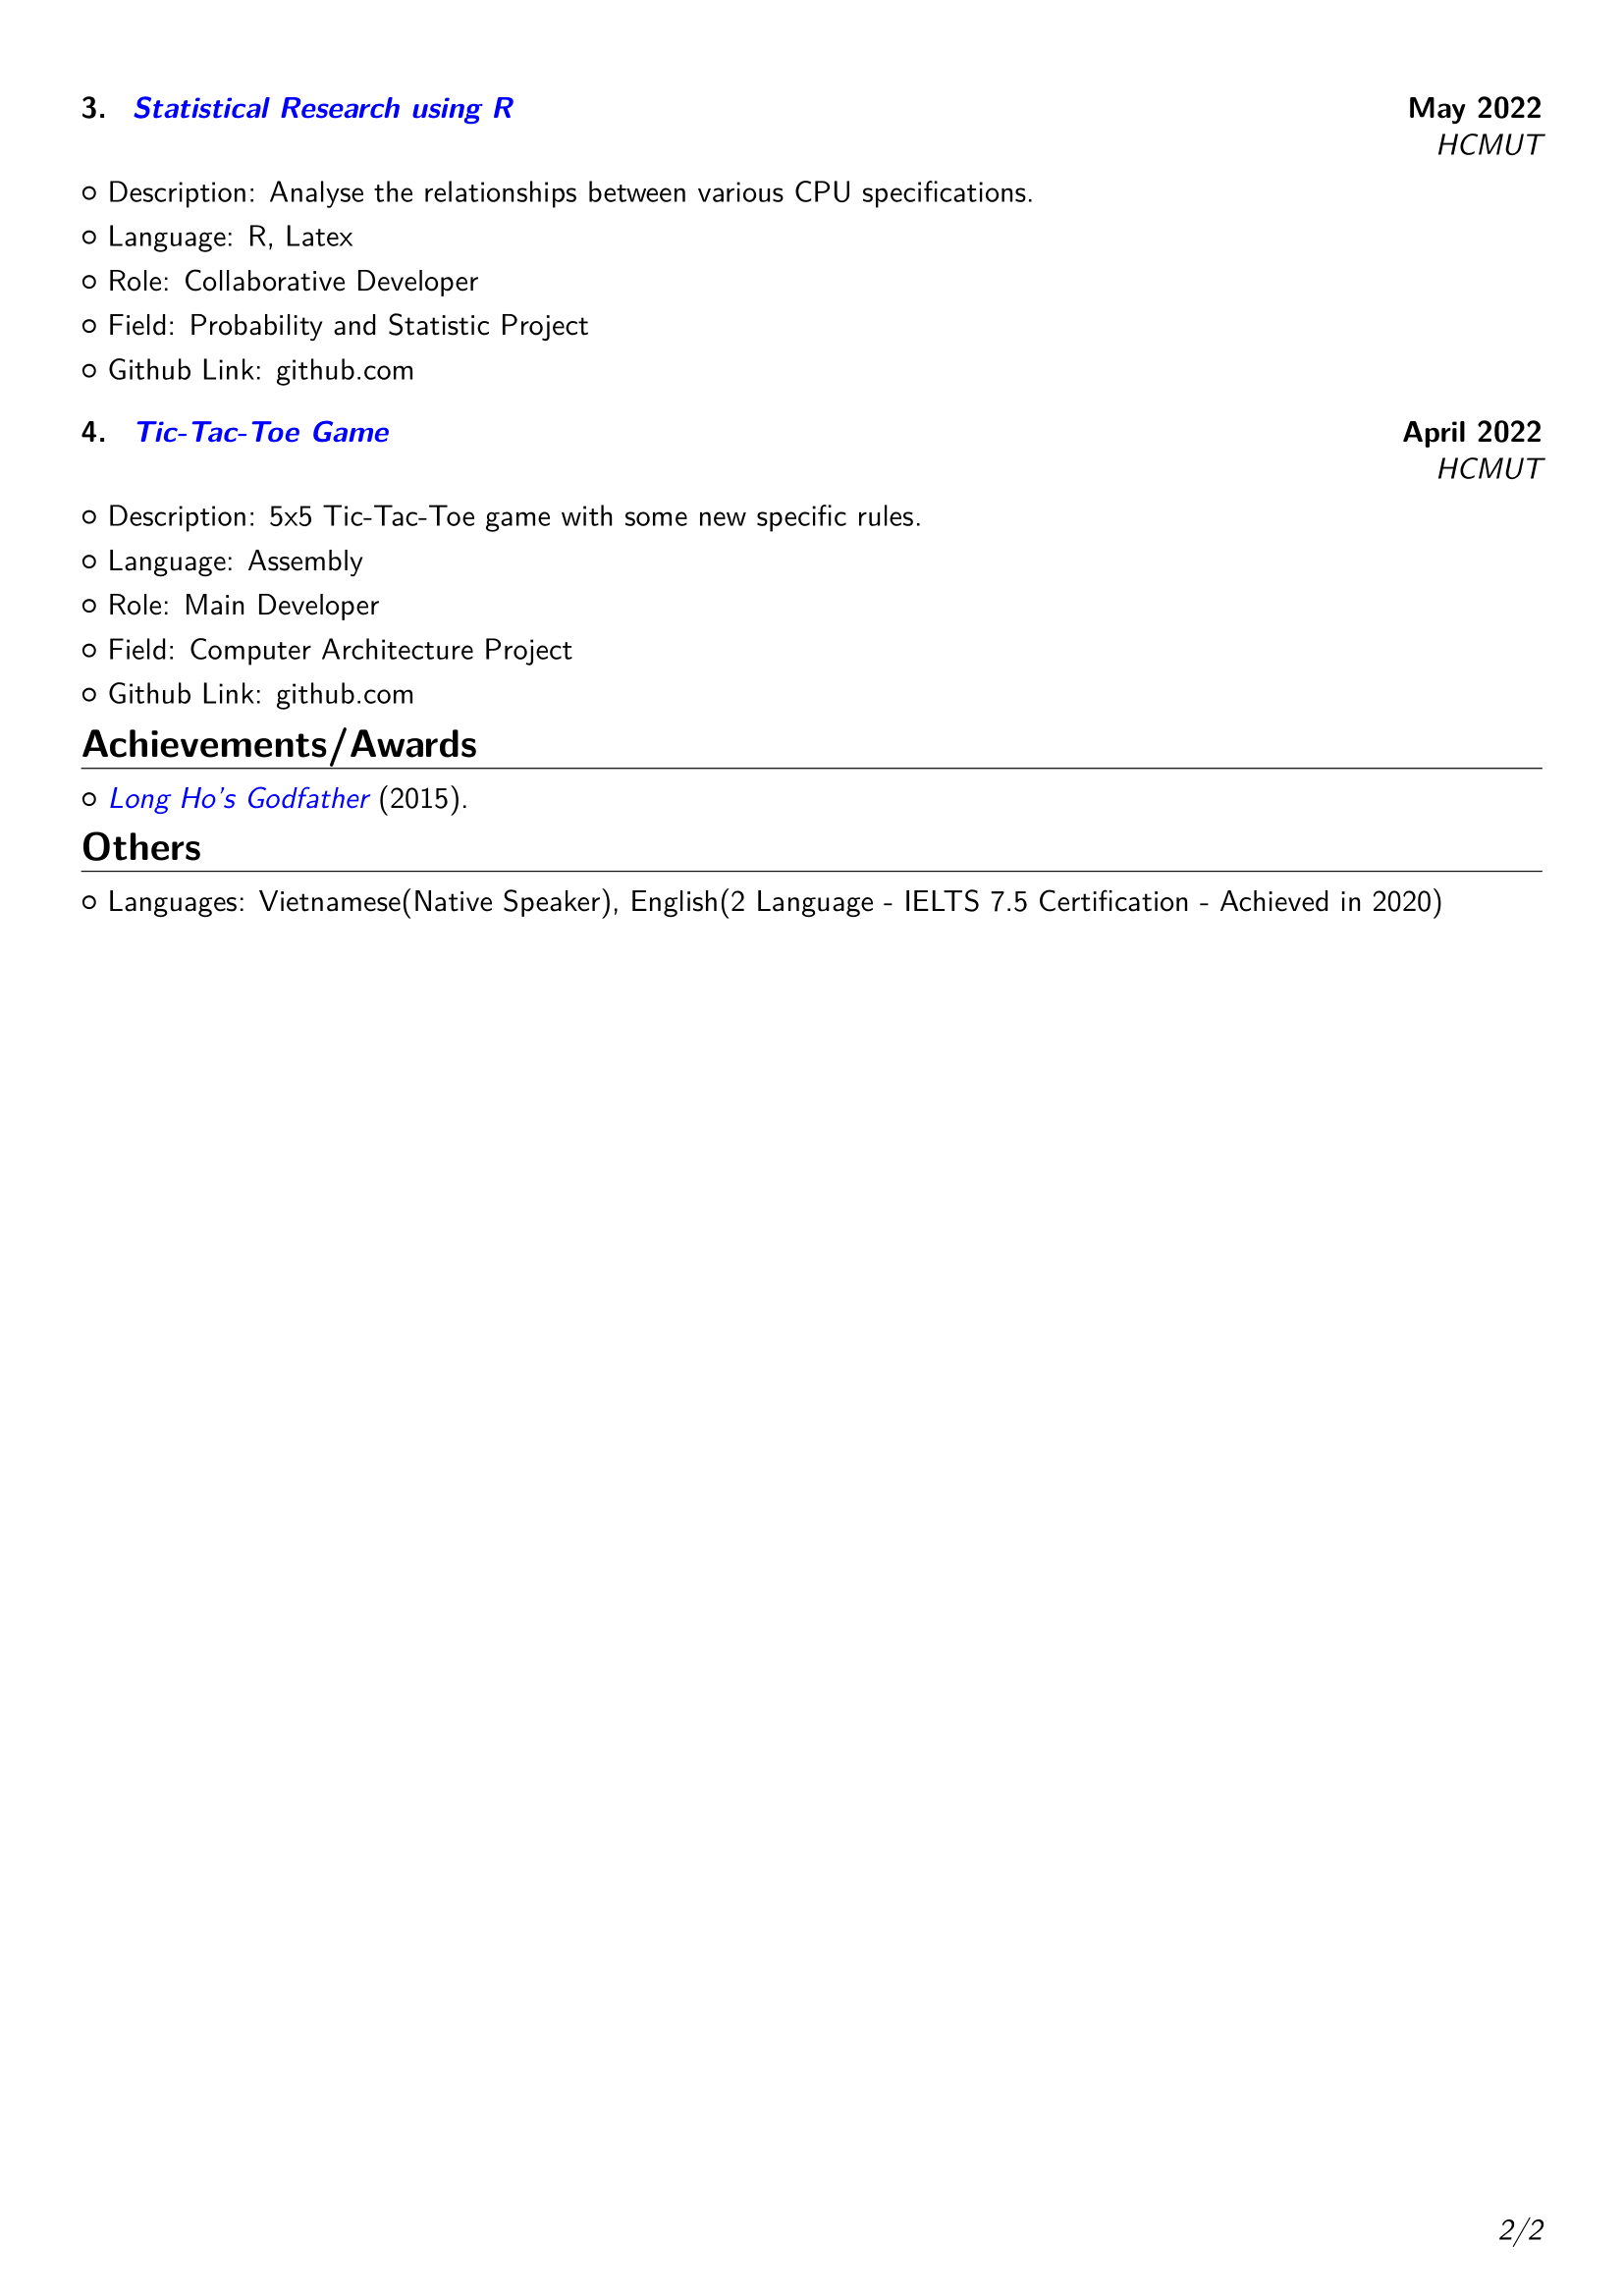 3. Statistical Research using R May 2022
HCMUT
○ Description: Analyse the relationships between various CPU specifications.
○ Language: R, Latex
○ Role: Collaborative Developer
○ Field: Probability and Statistic Project
○ Github Link: github.com
4. Tic-Tac-Toe Game April 2022
HCMUT
○ Description: 5x5 Tic-Tac-Toe game with some new specific rules.
○ Language: Assembly
○ Role: Main Developer
○ Field: Computer Architecture Project
○ Github Link: github.com
Achievements/Awards
○ Long Ho's Godfather (2015).
Others
○ Languages: Vietnamese(Native Speaker), English(2 Language - IELTS 7.5 Certification - Achieved in 2020)
2/2